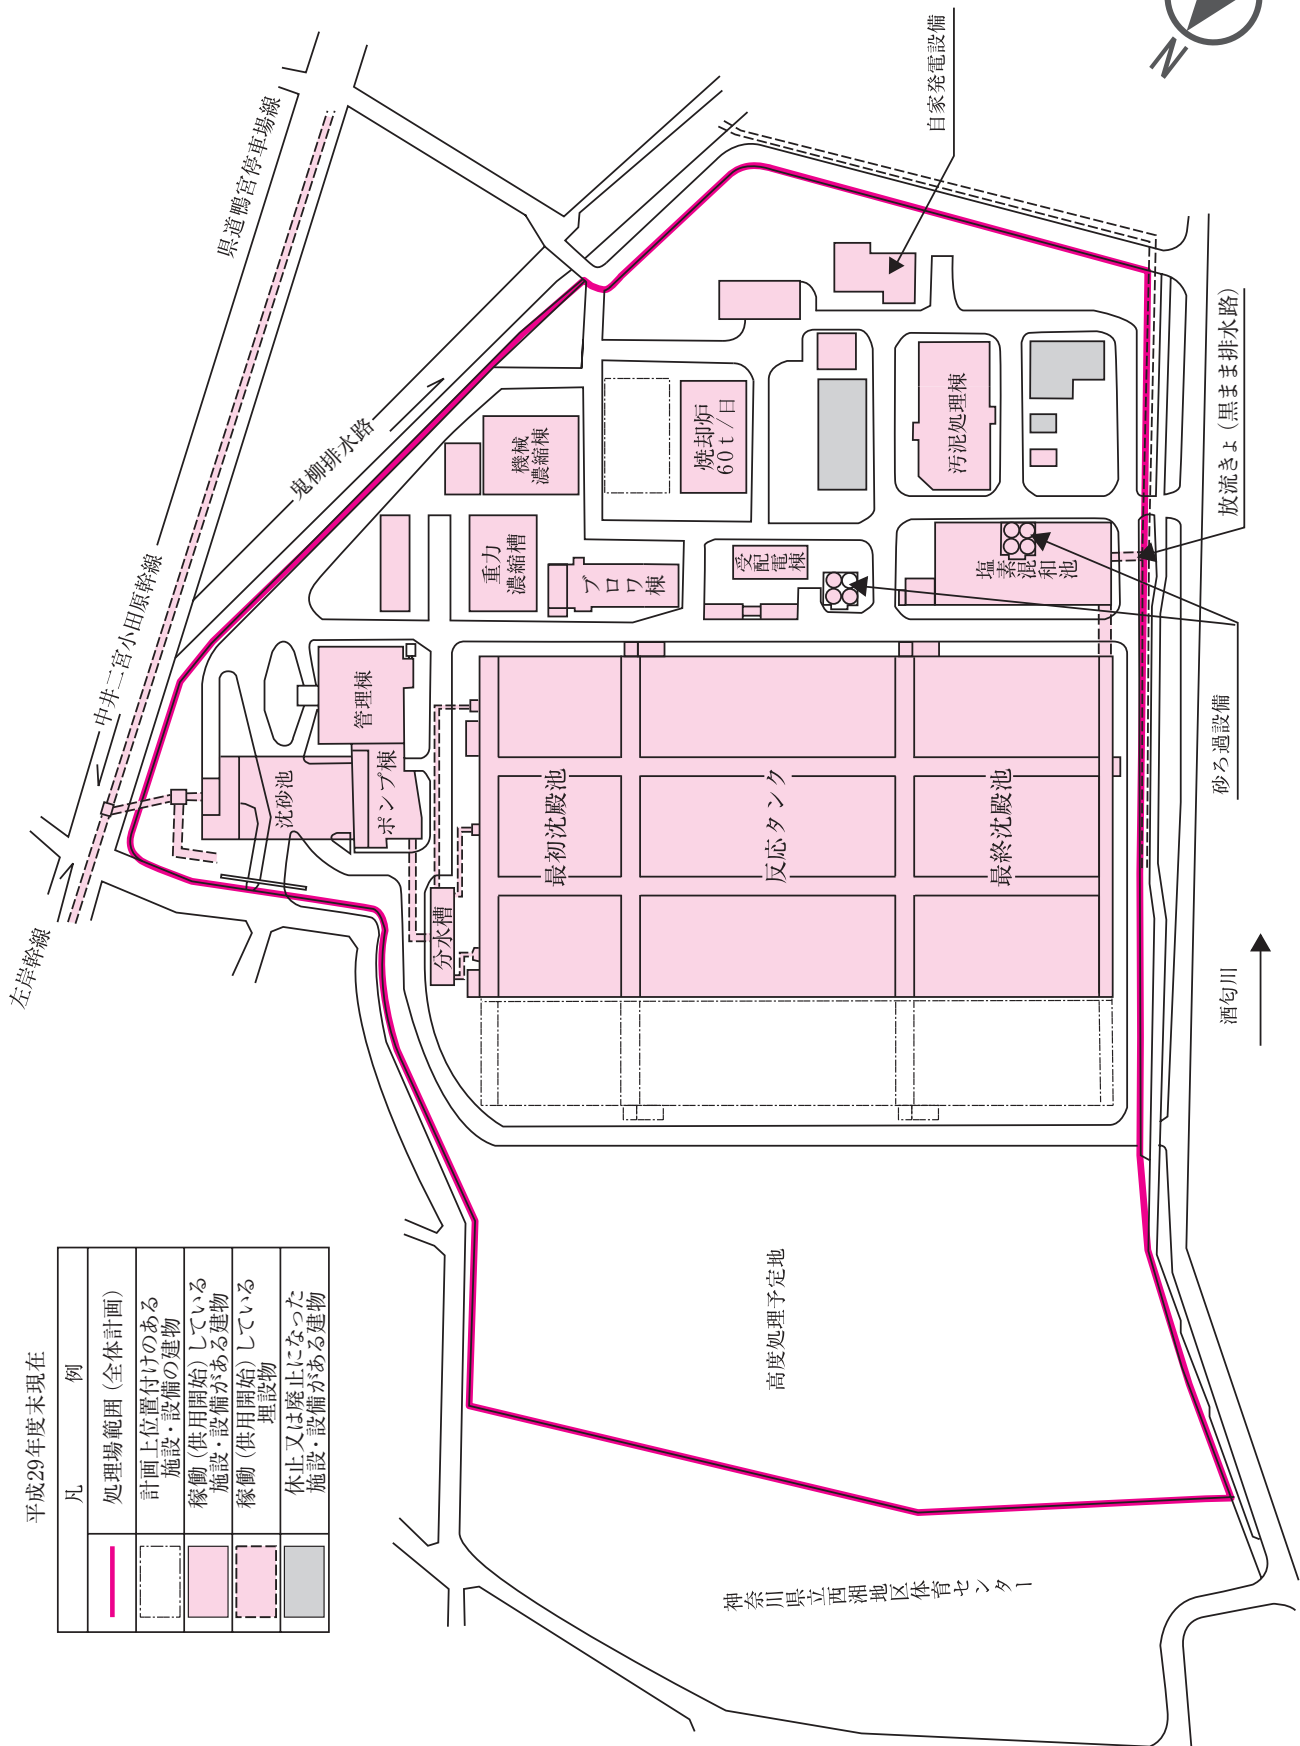 平成29年度末現在
凡 例
処理場範囲(全体計画)
計画上位置付けのある
施設・設備の建物
稼働(供用開始)している
施設・設備がある建物
稼働(供用開始)している
埋設物
休止又は廃止になった
施設・設備がある建物
左岸幹線
中井二宮小田原幹線
県道鴨宮停車場線
鬼柳排水路
自家発電設備
N
沈砂池
ポンプ棟
管理棟
分水槽
重力
濃縮槽
機械
濃縮棟
ブロワ棟
焼却炉
60t/日
受配電棟
汚泥処理棟
塩素混和池
最初沈殿池
反応タンク
最終沈殿池
放流きょ(黒まま排水路)
砂ろ過設備
酒匂川
高度処理予定地
神奈川県立西湘地区体育センター